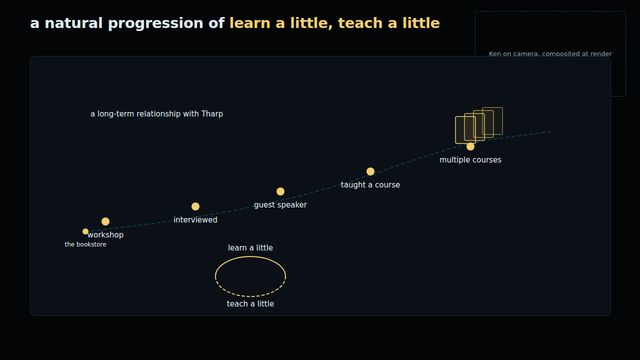 a natural progression of learn a little, teach a little
Ken on camera, composited at render
a long-term relationship with Tharp
multiple courses
taught a course
guest speaker
interviewed
workshop
the bookstore
learn a little
teach a little